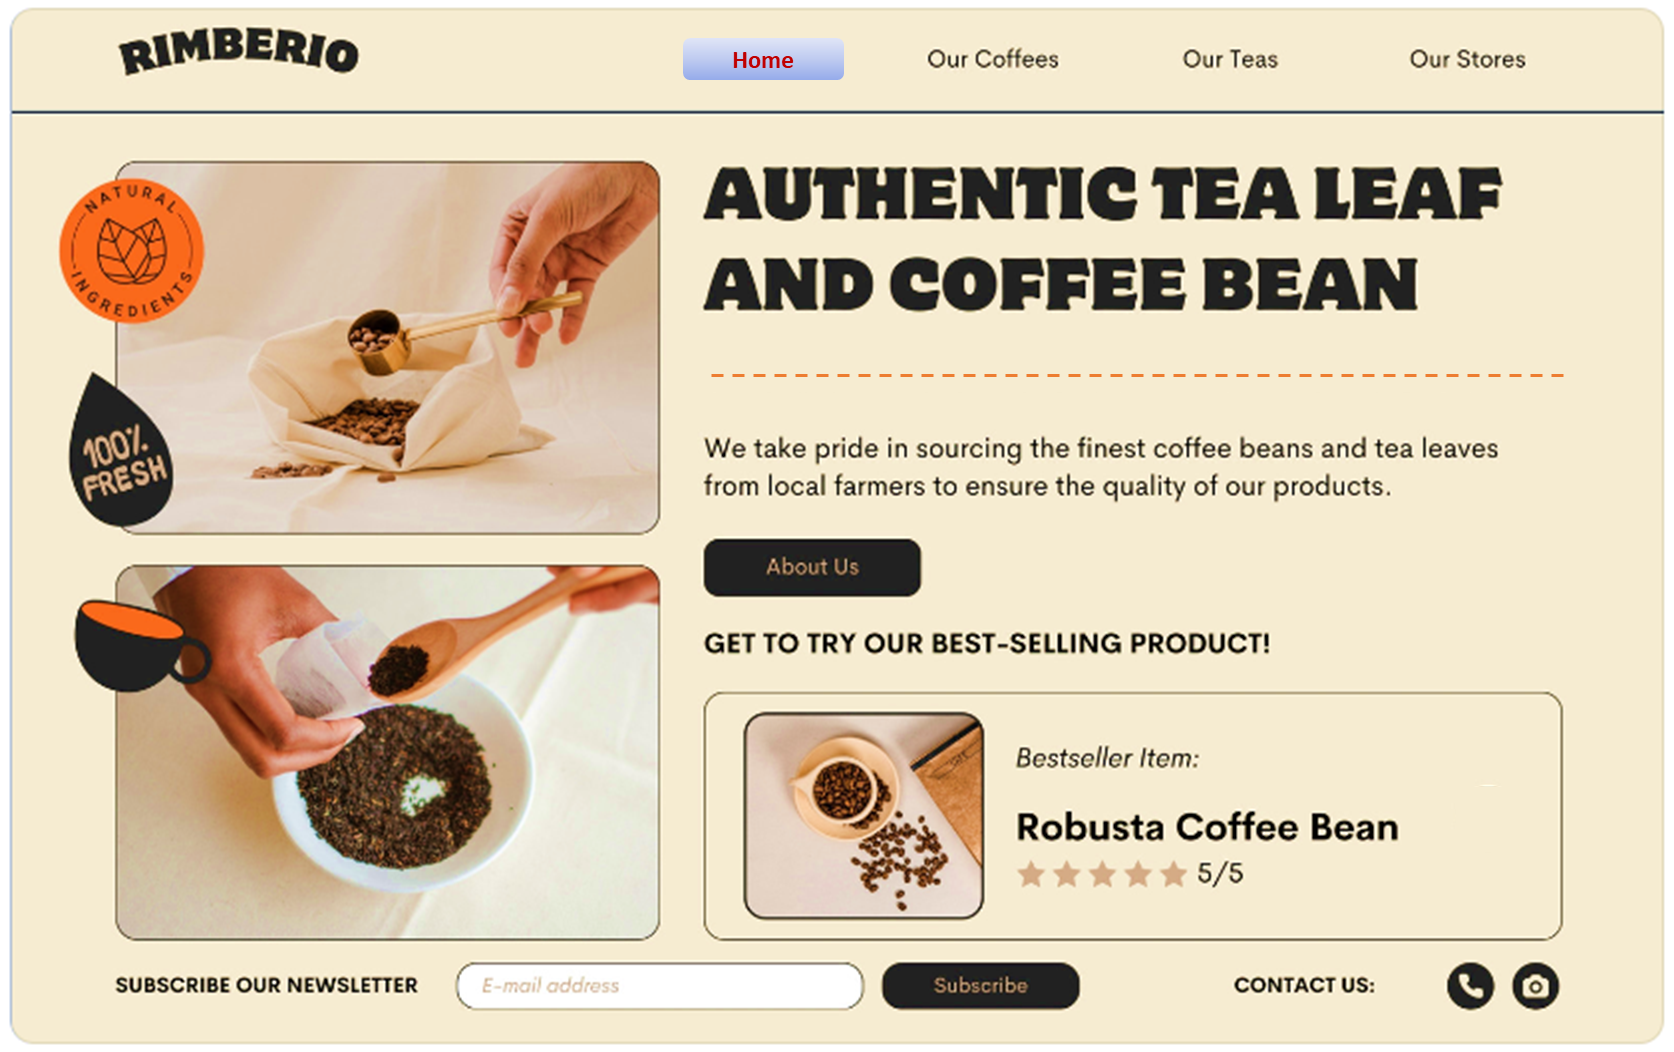 RIMBERIO
Home
Our Coffees
Our Teas
Our Stores
NATURAL
INGREDIENTS
100%
FRESH
AUTHENTIC TEA LEAF
AND COFFEE BEAN
We take pride in sourcing the finest coffee beans and tea leaves
from local farmers to ensure the quality of our products.
About Us
GET TO TRY OUR BEST-SELLING PRODUCT!
Bestseller Item:
Robusta Coffee Bean
5/5
SUBSCRIBE OUR NEWSLETTER
E-mail address
Subscribe
CONTACT US: